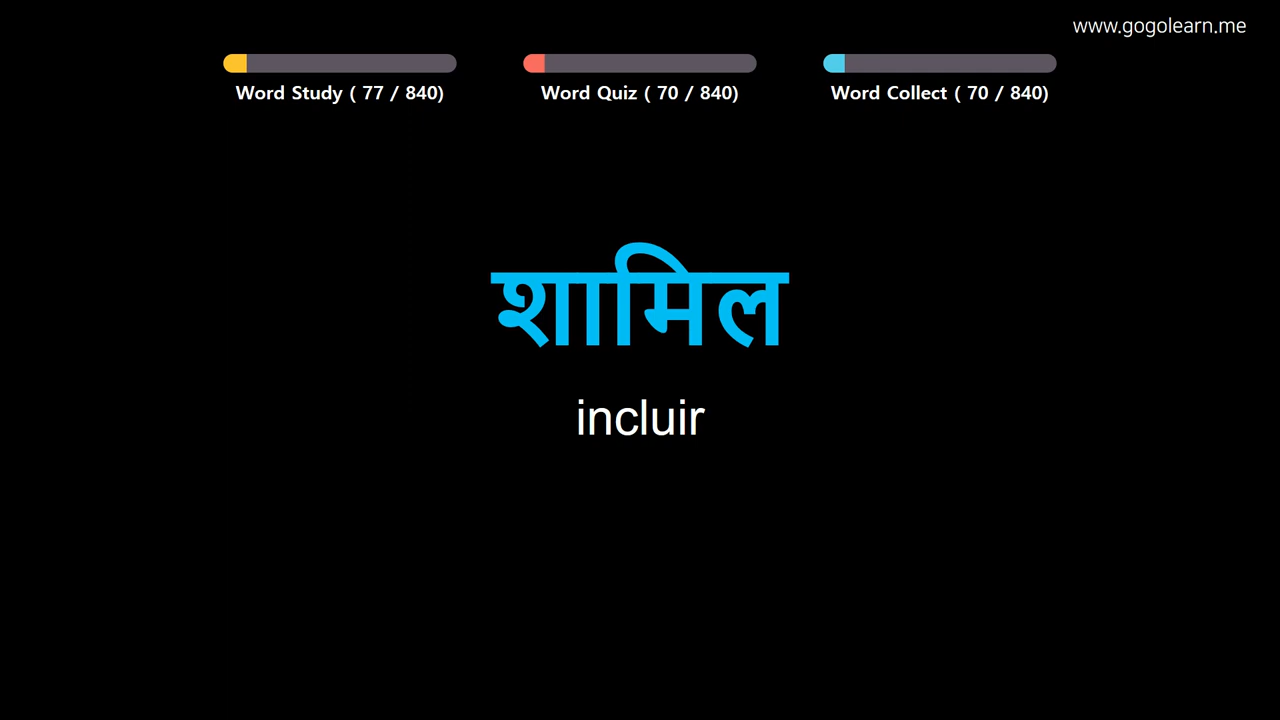 www.gogolearn.me
Word Study ( 77 / 840)
Word Quiz ( 70 / 840)
Word Collect ( 70 / 840)
शामिल
incluir